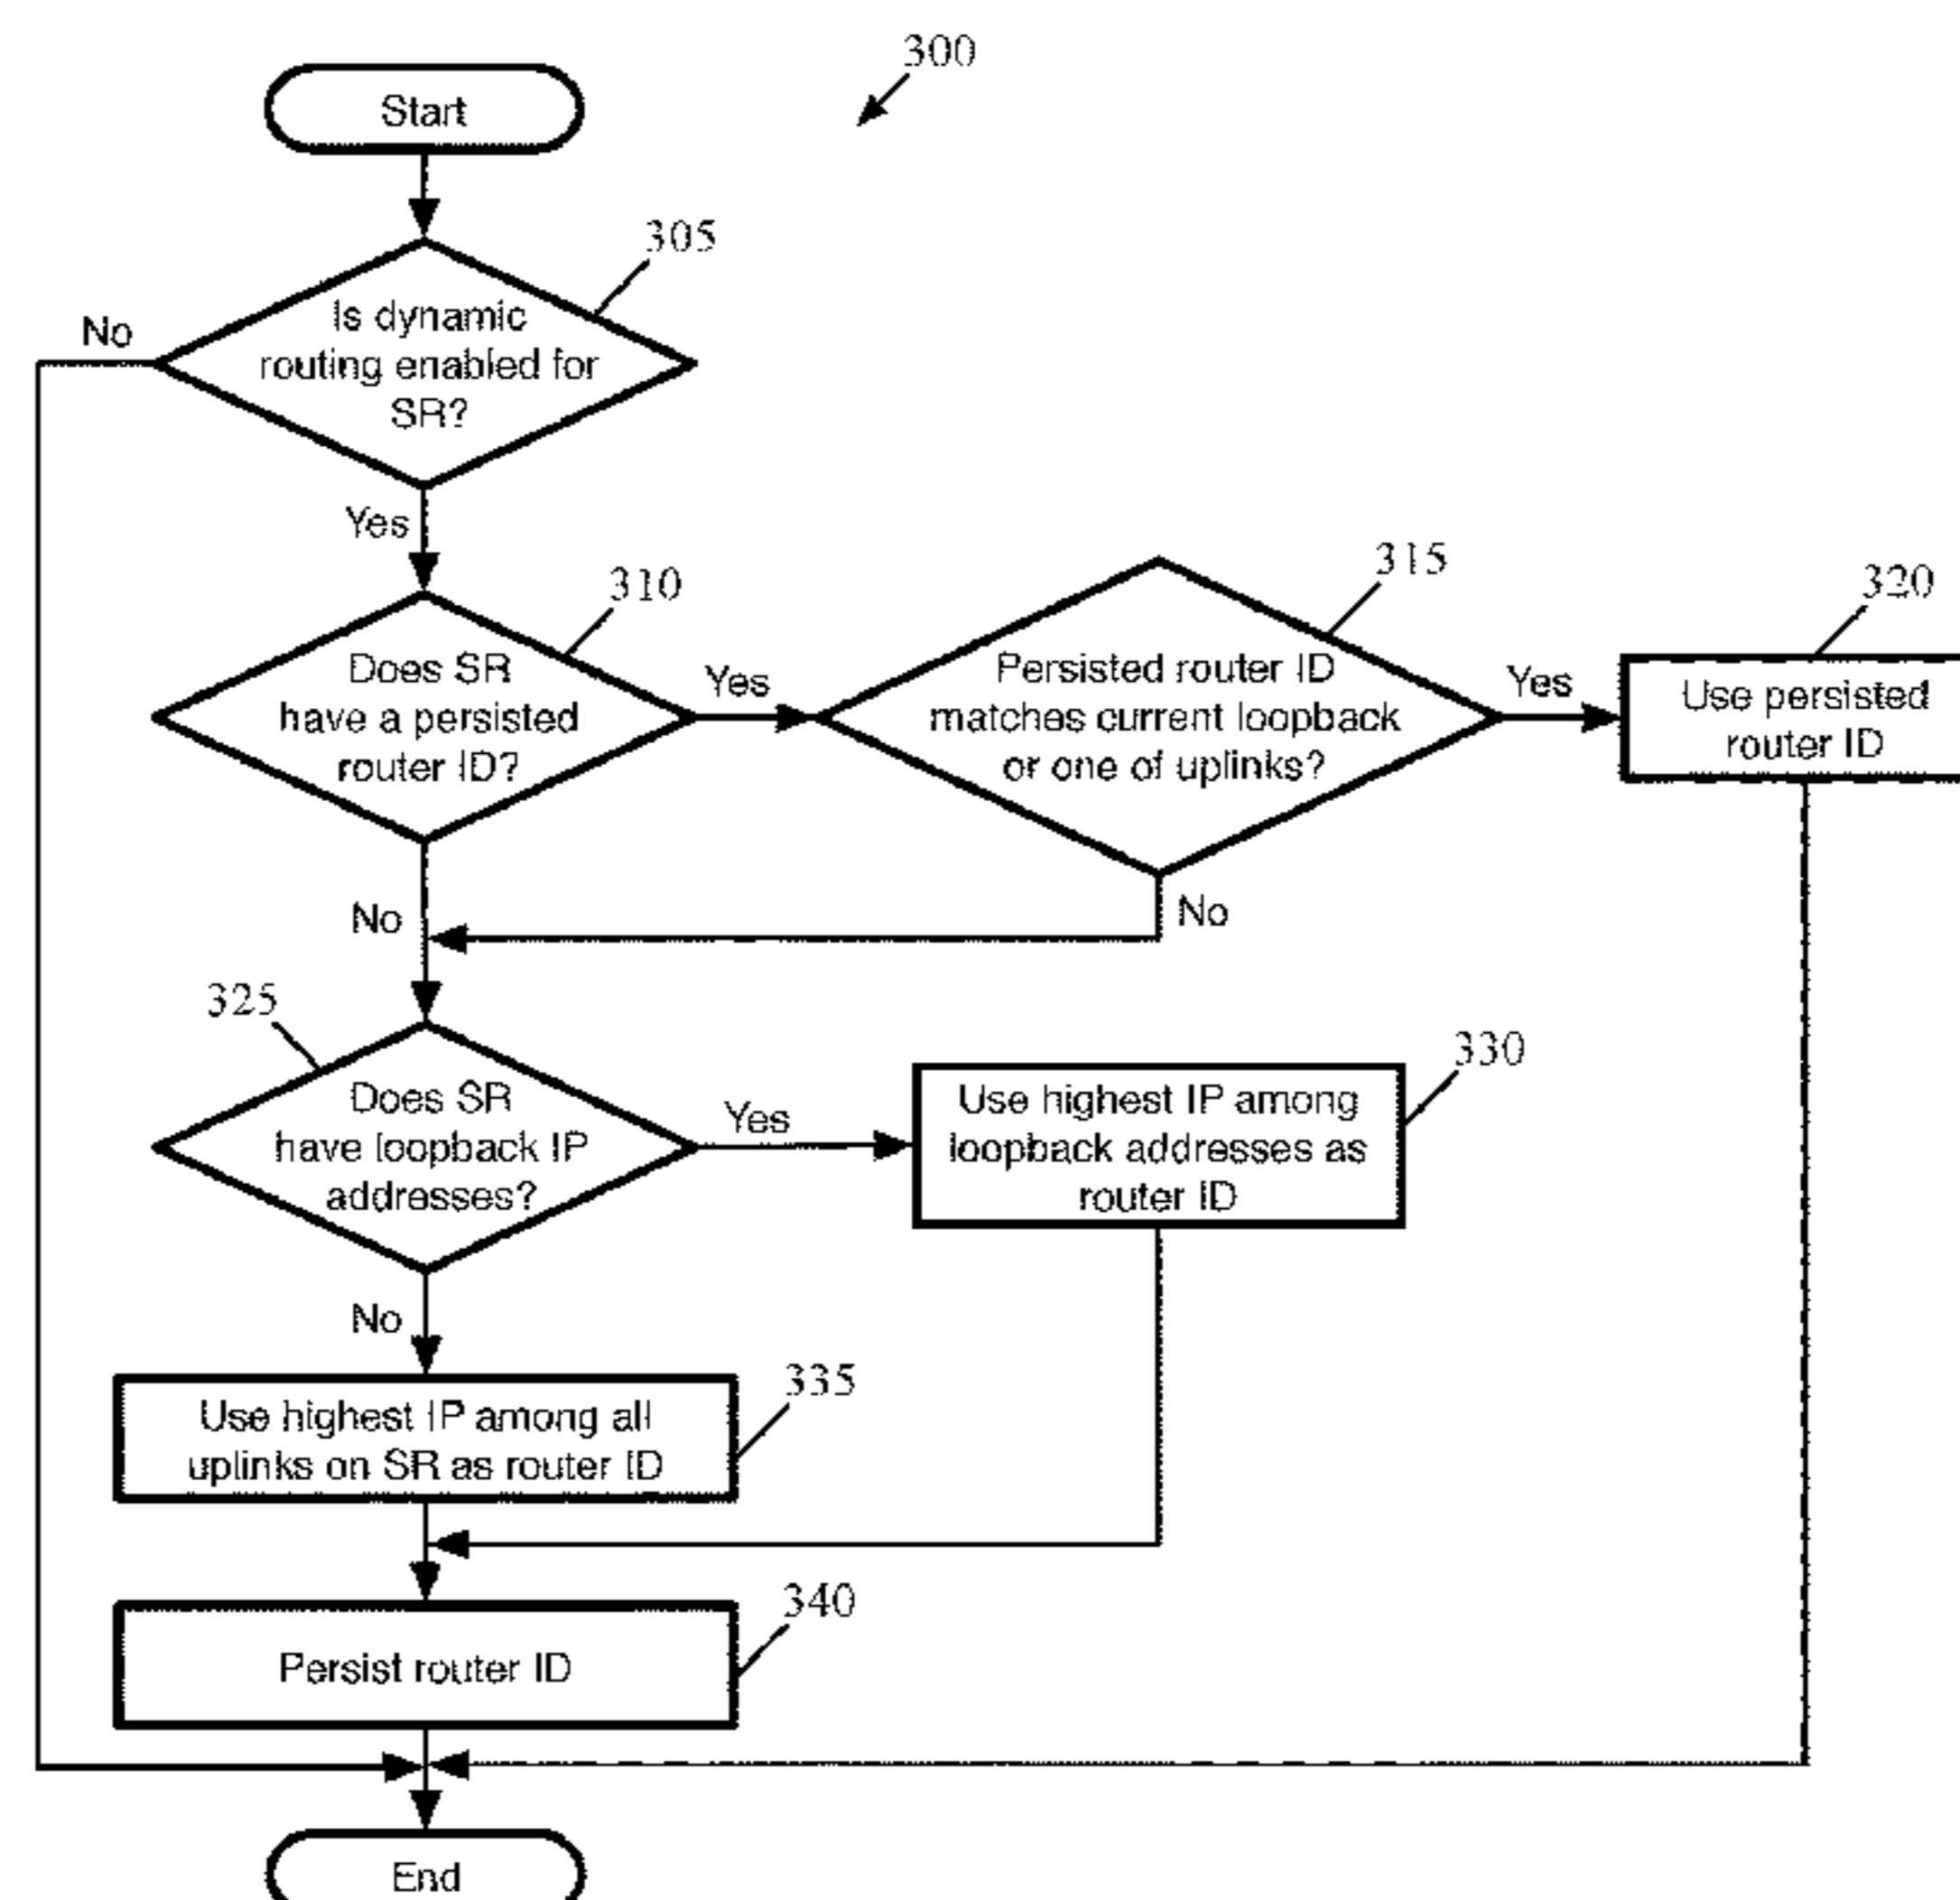 300
Start
305
Is dynamic
routing enabled for
SR?
No
Yes
310
Does SR
have a persisted
router ID?
Yes
315
Persisted router ID
matches current loopback
or one of uplinks?
Yes
320
Use persisted
router ID
No
No
325
Does SR
have loopback IP
addresses?
Yes
330
Use highest IP among
loopback addresses as
router ID
No
335
Use highest IP among all
uplinks on SR as router ID
340
Persist router ID
End